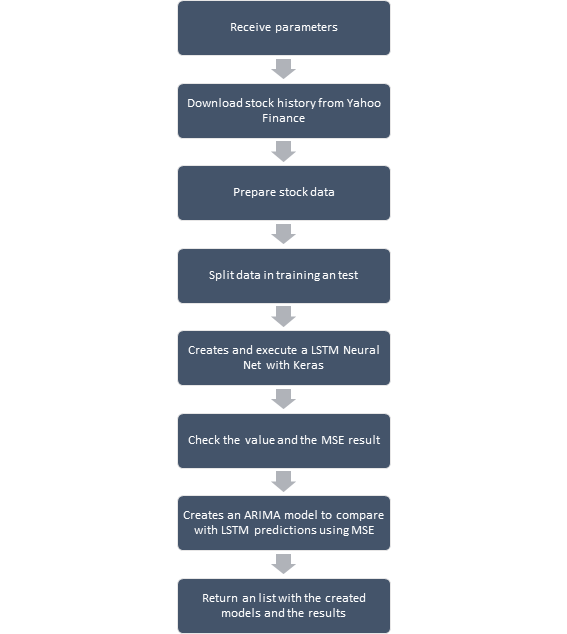 Receive parameters
Download stock history from Yahoo
Finance
Prepare stock data
Split data in training an test
Creates and execute a LSTM Neural
Net with Keras
Check the value and the MSE result
Creates an ARIMA model to compare
with LSTM predictions using MSE
Return an list with the created
models and the results